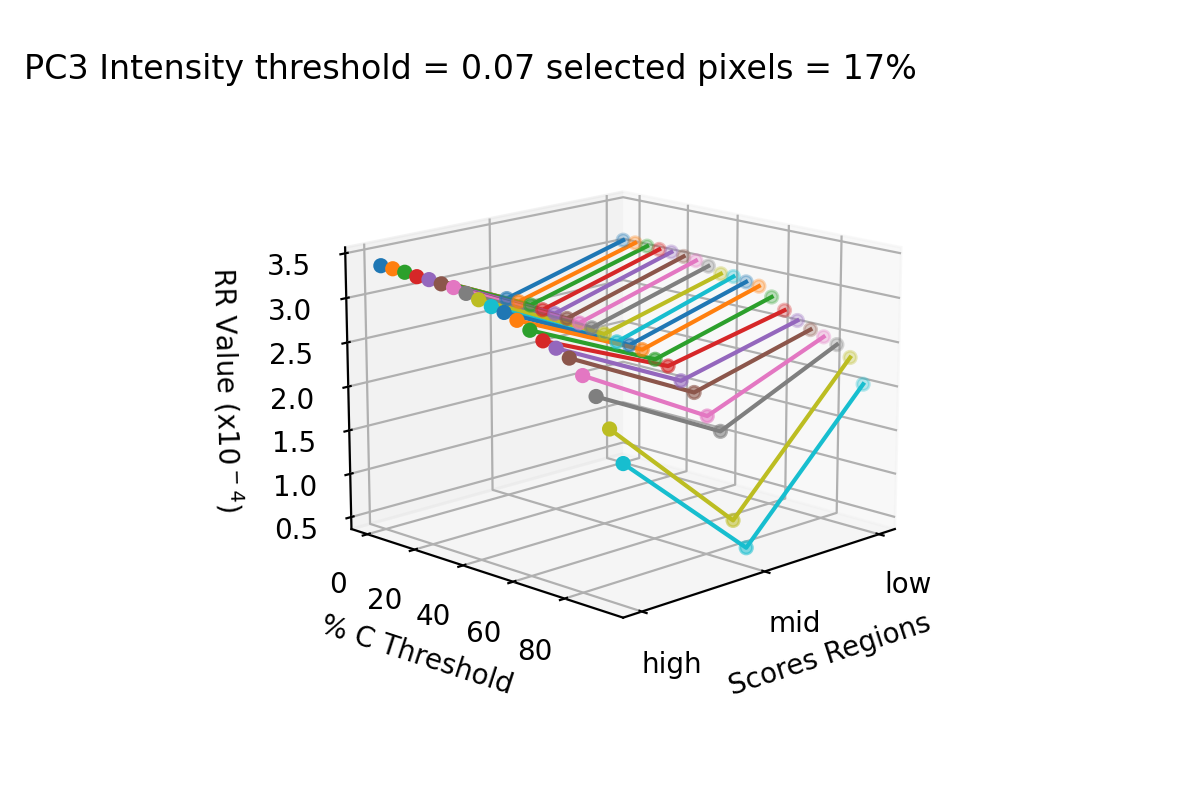 PC3 Intensity threshold = 0.07 selected pixels = 17%
RR Value (x10⁻⁴)
3.5
3.0
2.5
2.0
1.5
1.0
0.5
0
20
40
60
80
% C Threshold
high
mid
low
Scores Regions